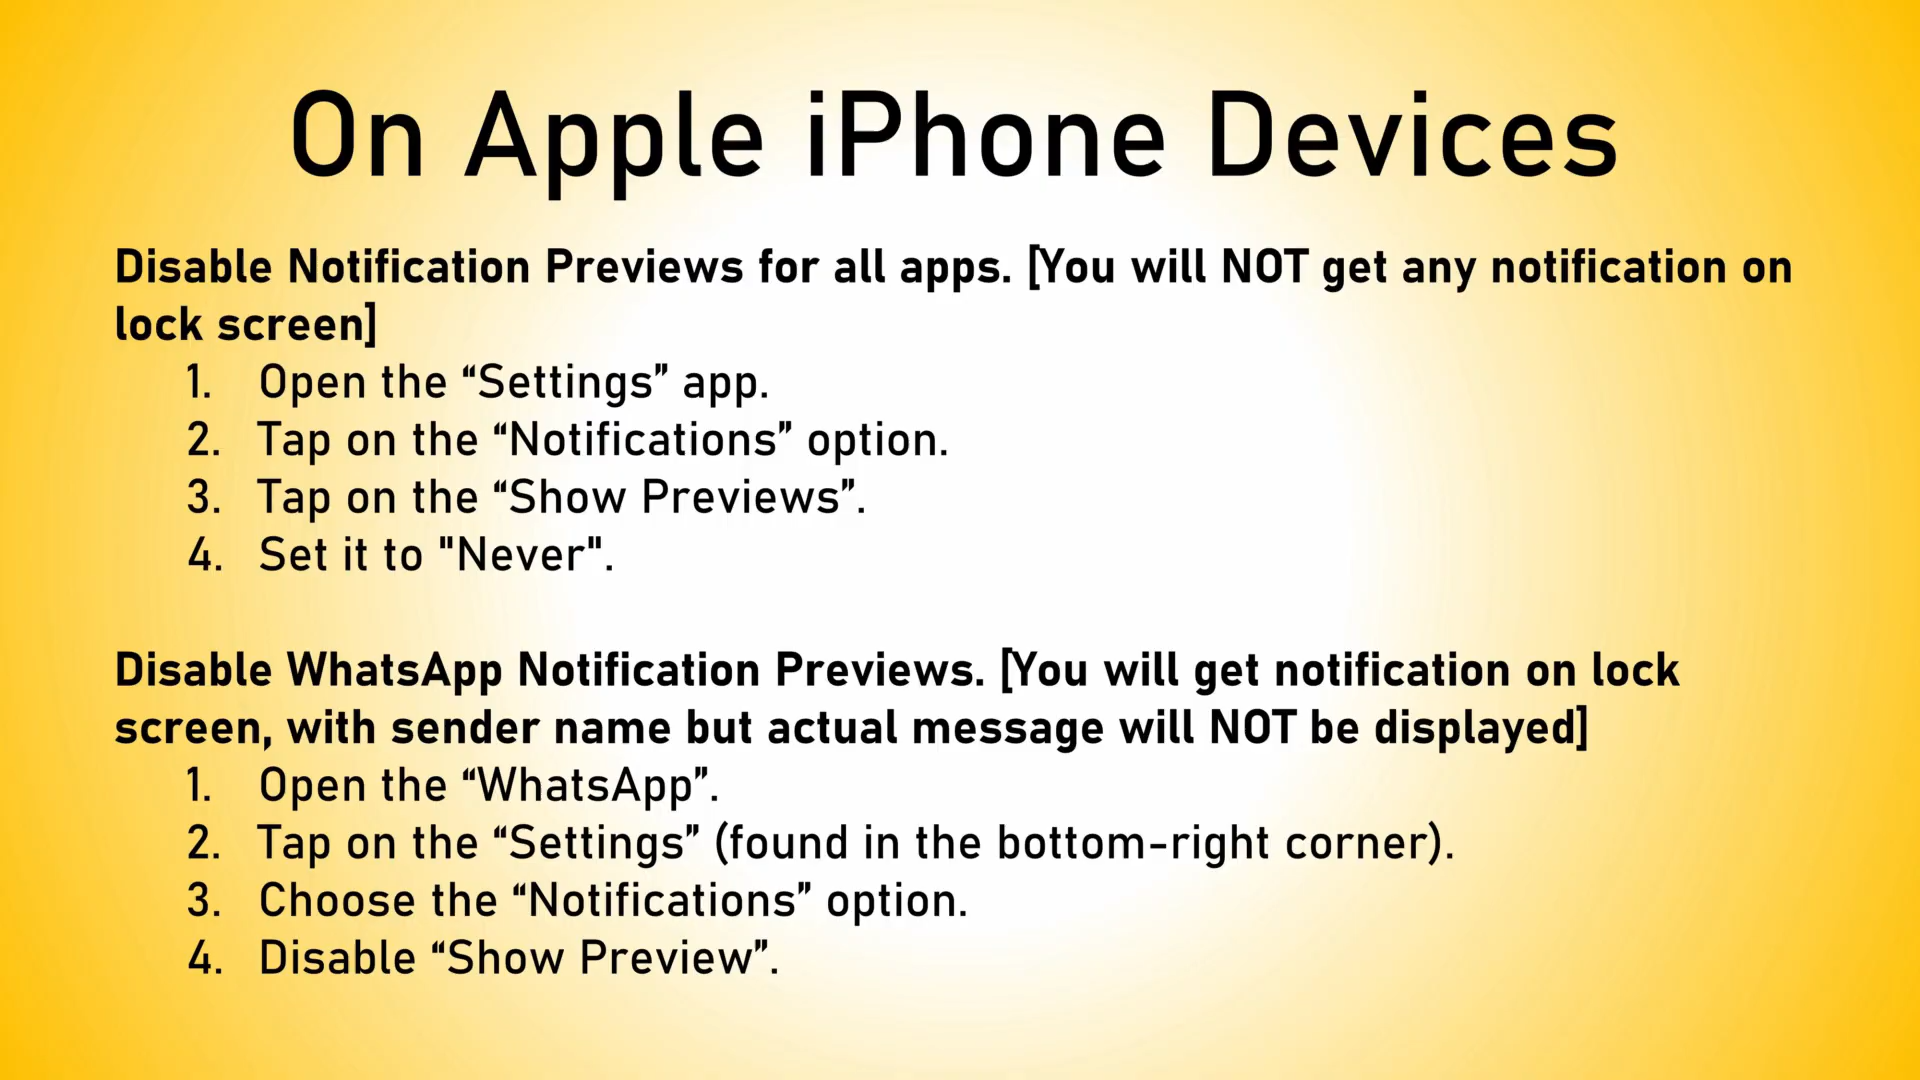 On Apple iPhone Devices
Disable Notification Previews for all apps. [You will NOT get any notification on
lock screen]
1. Open the “Settings” app.
2. Tap on the “Notifications” option.
3. Tap on the “Show Previews”.
4. Set it to "Never".
Disable WhatsApp Notification Previews. [You will get notification on lock
screen, with sender name but actual message will NOT be displayed]
1. Open the “WhatsApp”.
2. Tap on the “Settings” (found in the bottom-right corner).
3. Choose the “Notifications” option.
4. Disable “Show Preview”.